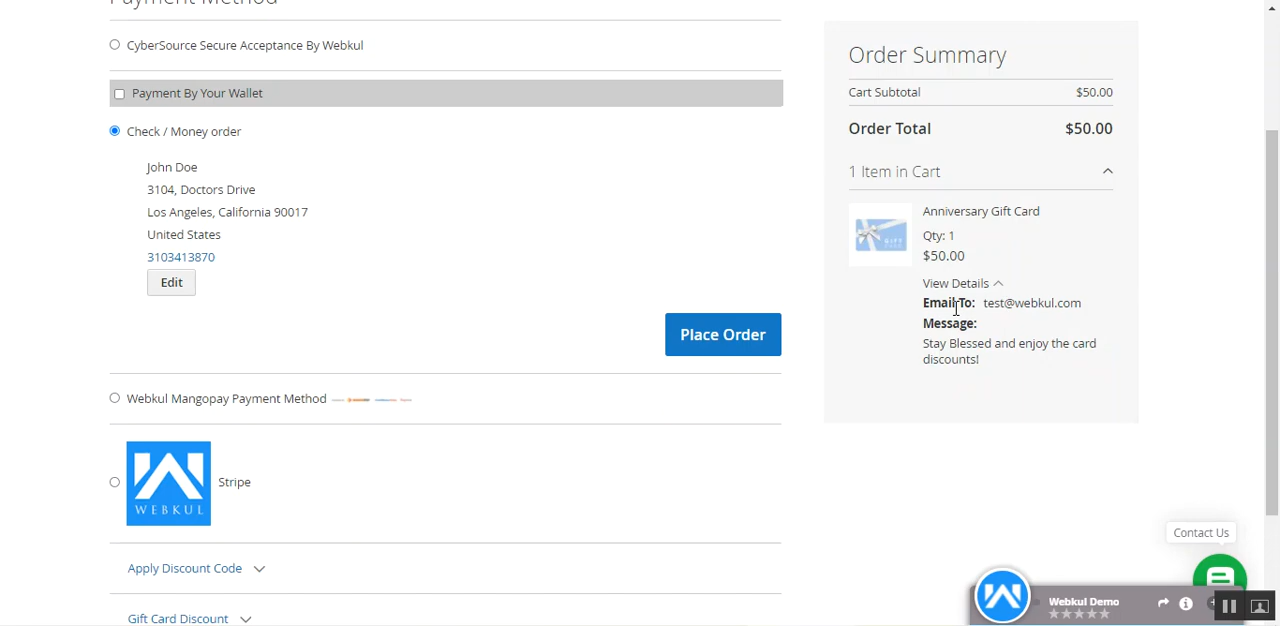 Payment Method
CyberSource Secure Acceptance By Webkul
Payment By Your Wallet
Check / Money order
John Doe
3104, Doctors Drive
Los Angeles, California 90017
United States
3103413870
Edit
Place Order
Webkul Mangopay Payment Method
WEBKUL
Stripe
Apply Discount Code
Gift Card Discount
Order Summary
Cart Subtotal $50.00
Order Total $50.00
1 Item in Cart
GIFT
Anniversary Gift Card
Qty: 1
$50.00
View Details
Email To: test@webkul.com
Message:
Stay Blessed and enjoy the card
discounts!
Contact Us
Webkul Demo